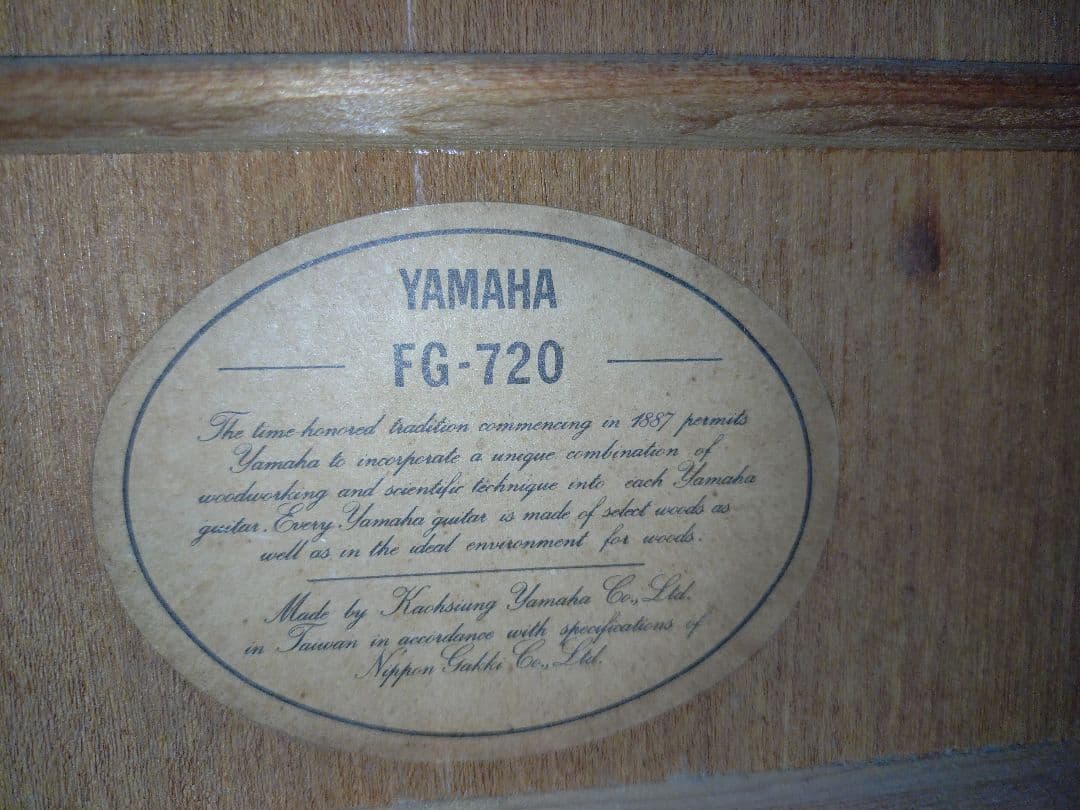 YAMAHA
FG-720
The time-honored tradition commencing in 1887 permits
Yamaha to incorporate a unique combination of
woodworking and scientific technique into each Yamaha
guitar. Every Yamaha guitar is made of select woods as
well as in the ideal environment for woods.
Made by Kaohsiung Yamaha Co., Ltd.
in Taiwan in accordance with specifications of
Nippon Gakki Co., Ltd.